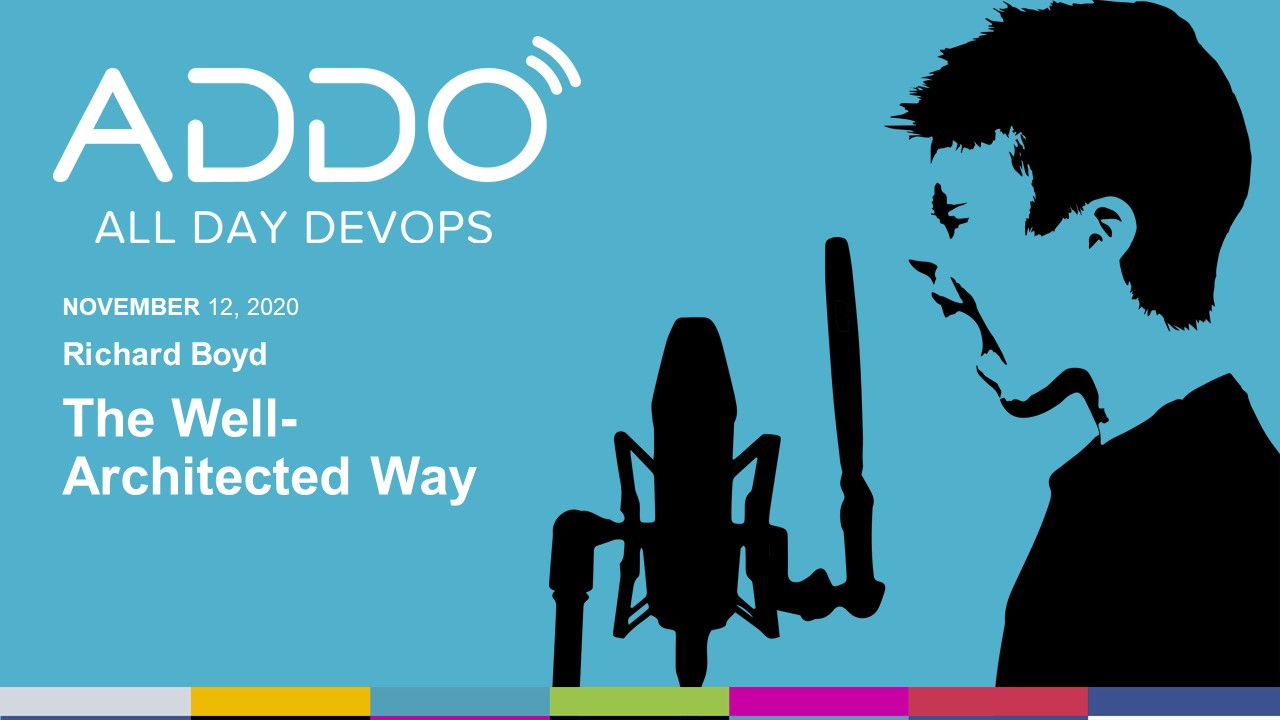 ADDO
ALL DAY DEVOPS
NOVEMBER 12, 2020
Richard Boyd
The Well-
Architected Way